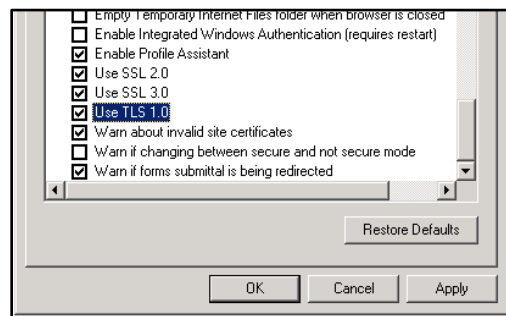 Empty Temporary Internet Files folder when browser is closed
Enable Integrated Windows Authentication (requires restart)
Enable Profile Assistant
Use SSL 2.0
Use SSL 3.0
Use TLS 1.0
Warn about invalid site certificates
Warn if changing between secure and not secure mode
Warn if forms submittal is being redirected
Restore Defaults
OK Cancel Apply